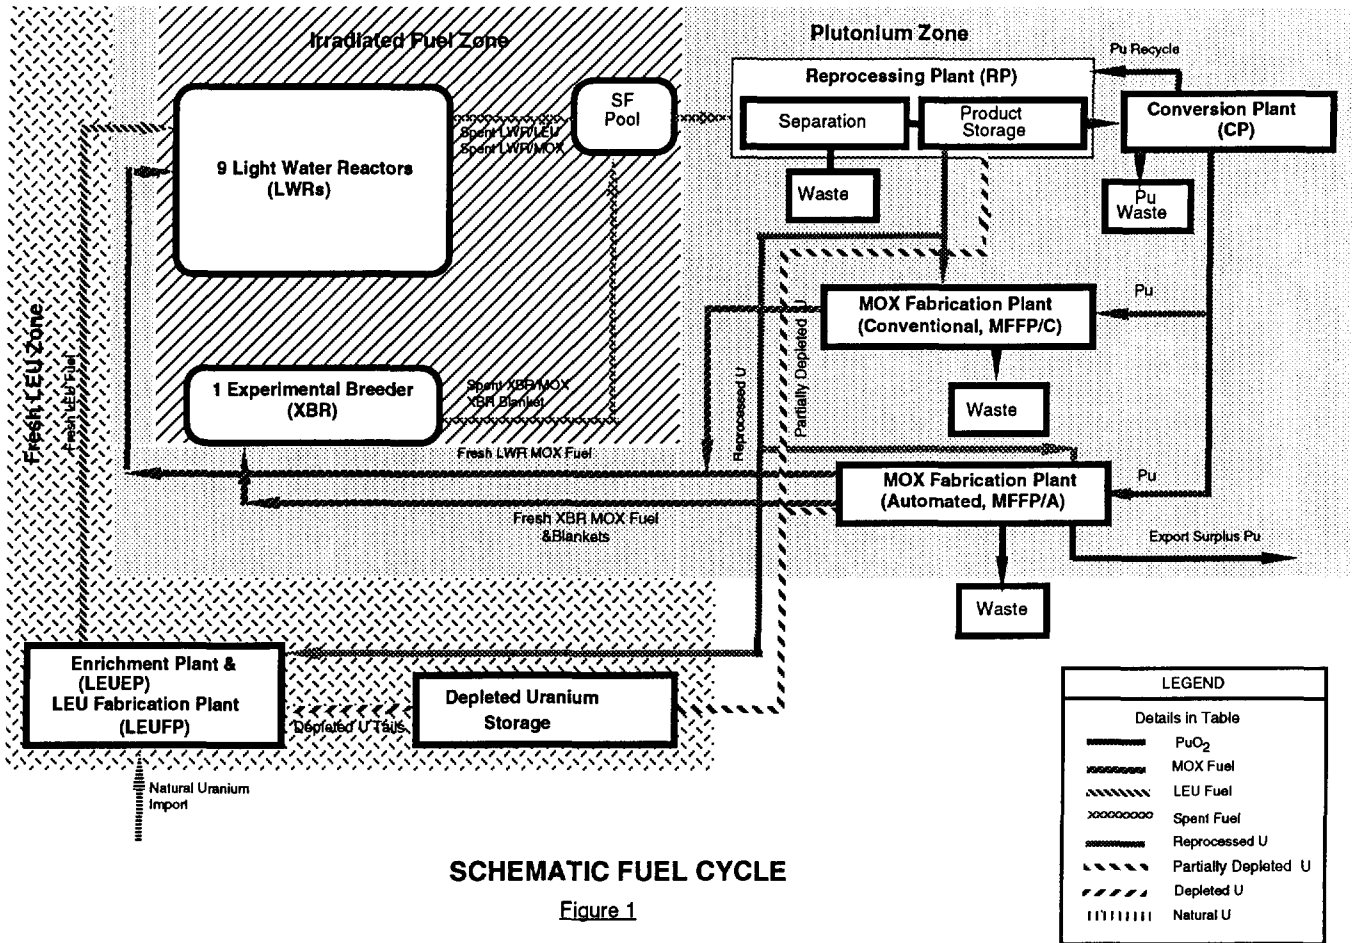 Irradiated Fuel Zone
Plutonium Zone
Pu Recycle
Reprocessing Plant (RP)
SF
Pool
Separation
Product
Storage
Conversion Plant
(CP)
Spent LWR/LEU
Spent LWR/MOX
9 Light Water Reactors
(LWRs)
Waste
Pu
Waste
Fresh LEU Zone
Fresh LEU Fuel
MOX Fabrication Plant
(Conventional, MFFP/C)
Pu
Partially Depleted U
Reprocessed U
1 Experimental Breeder
(XBR)
Spent XBR/MOX
XBR Blanket
Waste
Fresh LWR MOX Fuel
MOX Fabrication Plant
(Automated, MFFP/A)
Pu
Fresh XBR MOX Fuel
&Blankets
Export Surplus Pu
Waste
Enrichment Plant &
(LEUEP)
LEU Fabrication Plant
(LEUFP)
Depleted U Tails
Depleted Uranium
Storage
Natural Uranium
Import
LEGEND
Details in Table
PuO2
MOX Fuel
LEU Fuel
Spent Fuel
Reprocessed U
Partially Depleted U
Depleted U
Natural U
SCHEMATIC FUEL CYCLE
Figure 1